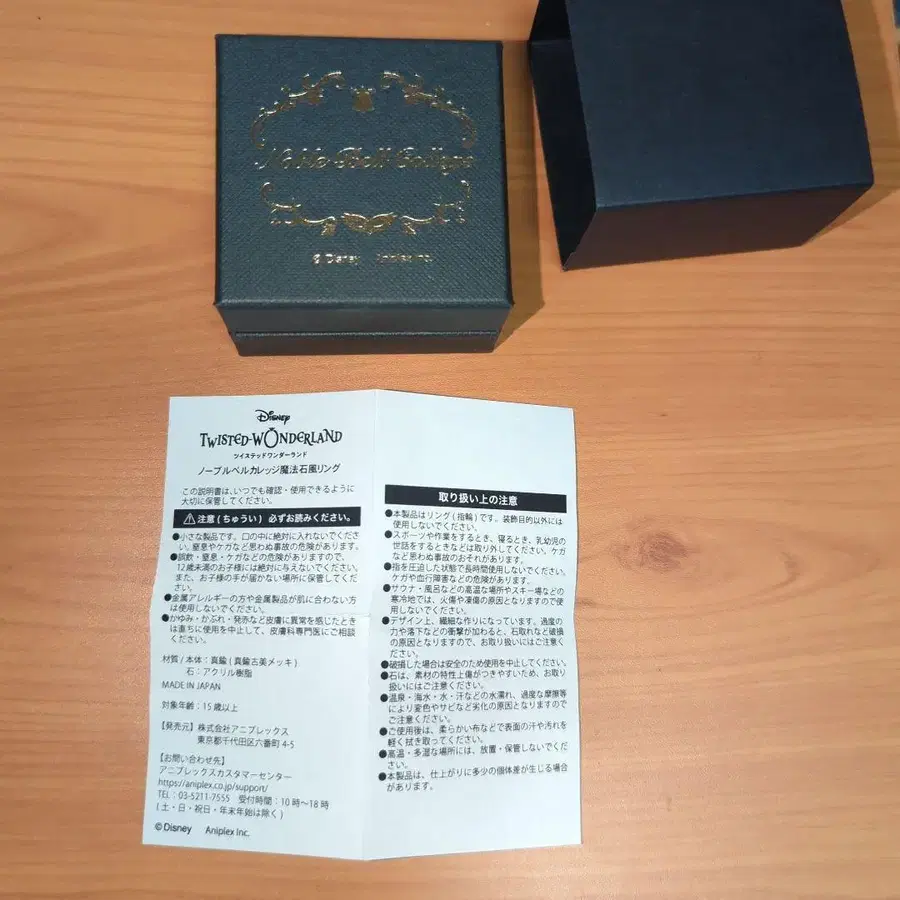 Noble Bell College
© Disney Aniplex Inc.
Disney
TWISTED-WONDERLAND
ツイステッドワンダーランド
ノーブルベルカレッジ魔法石風リング
この説明書は、いつでも確認・使用できるように
大切に保管してください。
⚠注意(ちゅうい) 必ずお読みください。
●小さな製品です。口の中に絶対に入れないでくださ
い。窒息やケガなど思わぬ事故の危険があります。
●誤飲・窒息・ケガなどの危険がありますので、
12歳未満のお子様には絶対に与えないでください。
また、お子様の手が届かない場所に保管してくだ
さい。
●金属アレルギーの方や金属製品が肌に合わない方
は使用しないでください。
●かゆみ・かぶれ・発赤など皮膚に異常を感じたとき
は直ちに使用を中止して、皮膚科専門医にご相談
ください。
材質/本体:真鍮(真鍮古美メッキ)
石:アクリル樹脂
MADE IN JAPAN
対象年齢:15歳以上
【発売元】株式会社アニプレックス
東京都千代田区六番町4-5
【お問い合わせ先】
アニプレックスカスタマーセンター
https://aniplex.co.jp/support/
TEL:03-5211-7555 受付時間:10時〜18時
(土・日・祝日・年末年始は除く)
©Disney Aniplex Inc.
取り扱い上の注意
●本製品はリング(指輪)です。装飾目的以外には
使用しないでください。
●スポーツや作業をするとき、寝るとき、乳幼児の
世話をするときなどは取り外してください。ケガ
など思わぬ事故のおそれがあります。
●指を圧迫した状態で長時間使用しないでください。
ケガや血行障害などの危険があります。
●サウナ・風呂などの高温な場所やスキー場などの
寒冷地では、火傷や凍傷の原因となりますので使
用しないでください。
●デザイン上、繊細な作りになっています。過度の
力や落下などの衝撃が加わると、石取れなど破損
の原因となりますので、お取り扱いにはご注意く
ださい。
●破損した場合は安全のため使用を中止してください。
●石は、素材の特性上傷がつきやすいため、お取り
扱いにはご注意ください。
●温泉・海水・水・汗などの水濡れ、過度な摩擦等
により変色やサビなど劣化の原因となりますので
ご注意ください。
●ご使用後は、柔らかい布などで表面の汗や汚れを
軽く拭き取ってください。
●高温・多湿な場所には、放置・保管しないでくだ
さい。
●本製品は、仕上がりに多少の個体差が生じる場合
があります。